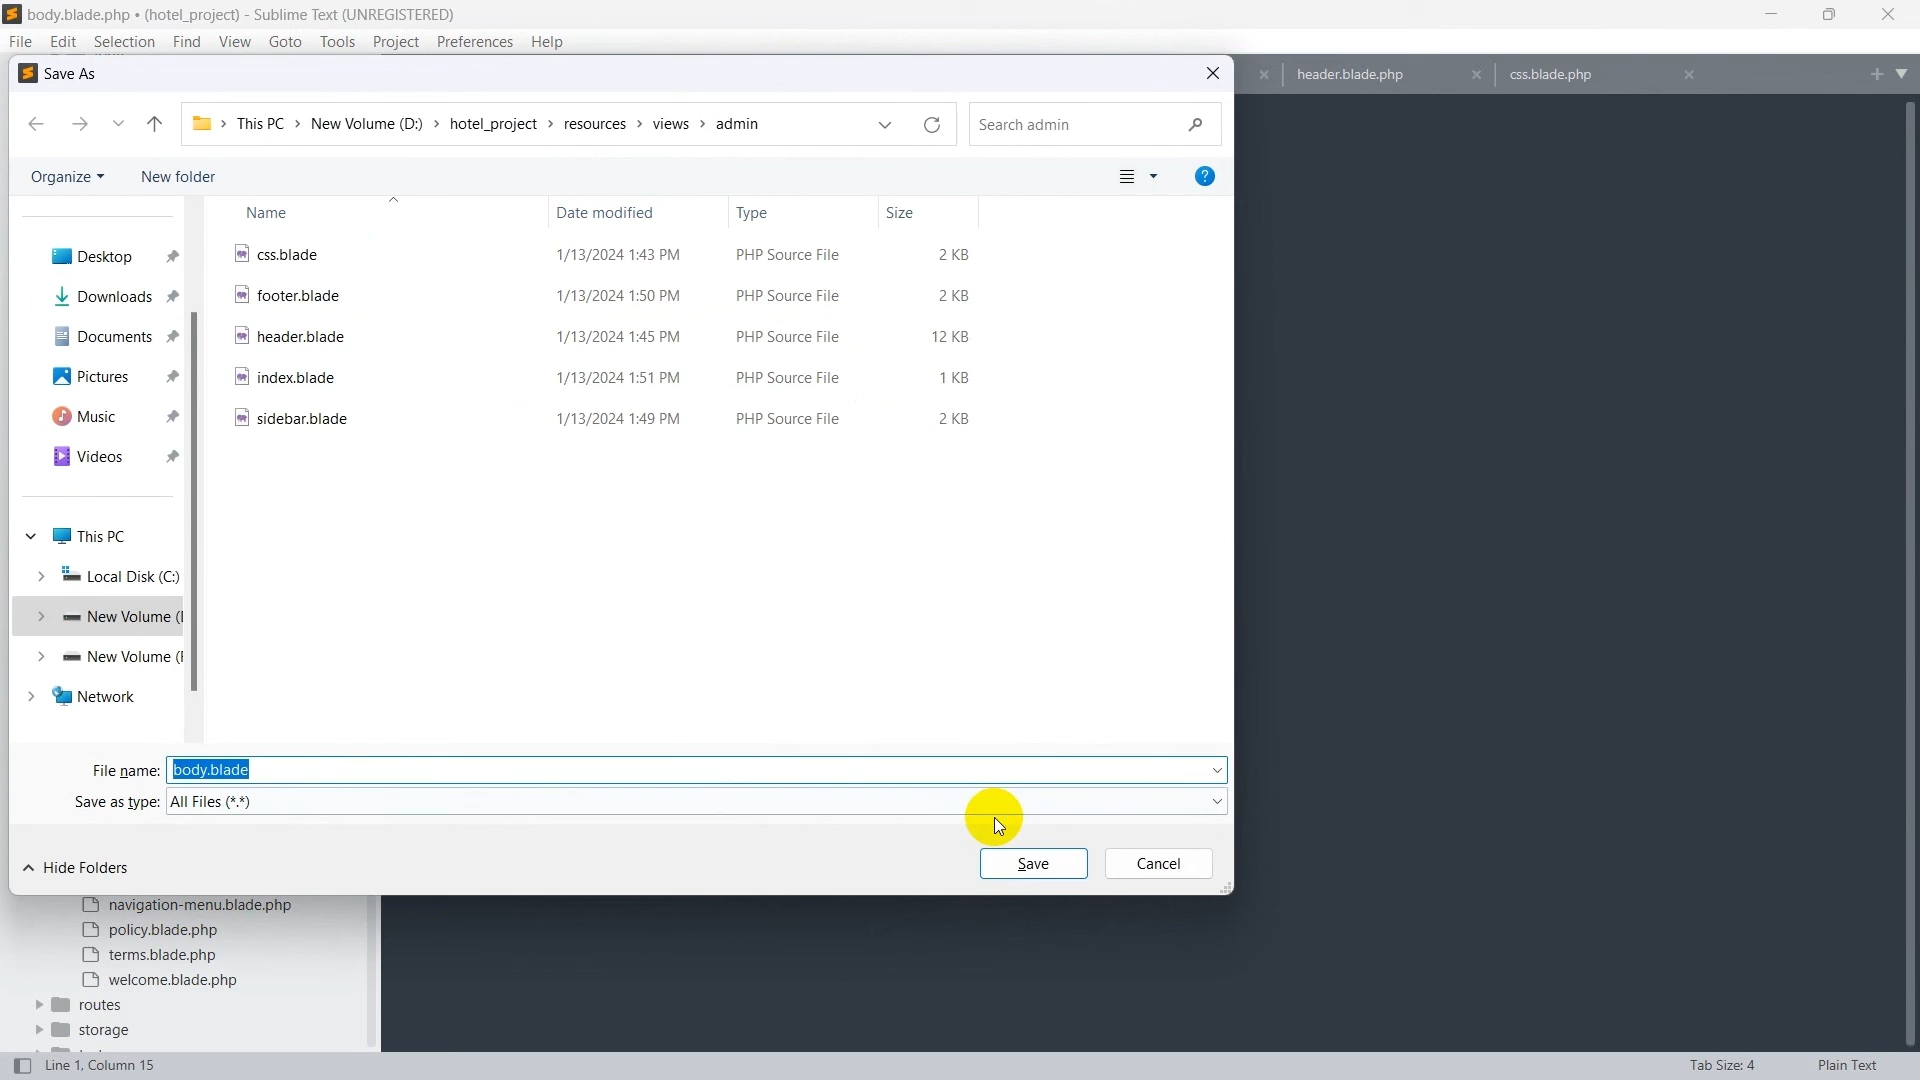 body.blade.php • (hotel_project) - Sublime Text (UNREGISTERED)
File Edit Selection Find View Goto Tools Project Preferences Help
header.blade.php css.blade.php
Save As
This PC › New Volume (D:) › hotel_project › resources › views › admin
Search admin
Organize New folder
Name Date modified Type Size
Desktop
Downloads
Documents
Pictures
Music
Videos
This PC
Local Disk (C:)
New Volume (
New Volume (
Network
css.blade 1/13/2024 1:43 PM PHP Source File 2 KB
footer.blade 1/13/2024 1:50 PM PHP Source File 2 KB
header.blade 1/13/2024 1:45 PM PHP Source File 12 KB
index.blade 1/13/2024 1:51 PM PHP Source File 1 KB
sidebar.blade 1/13/2024 1:49 PM PHP Source File 2 KB
File name: body.blade
Save as type: All Files (*.*)
Hide Folders
Save Cancel
navigation-menu.blade.php
policy.blade.php
terms.blade.php
welcome.blade.php
routes
storage
Line 1, Column 15
Tab Size: 4 Plain Text